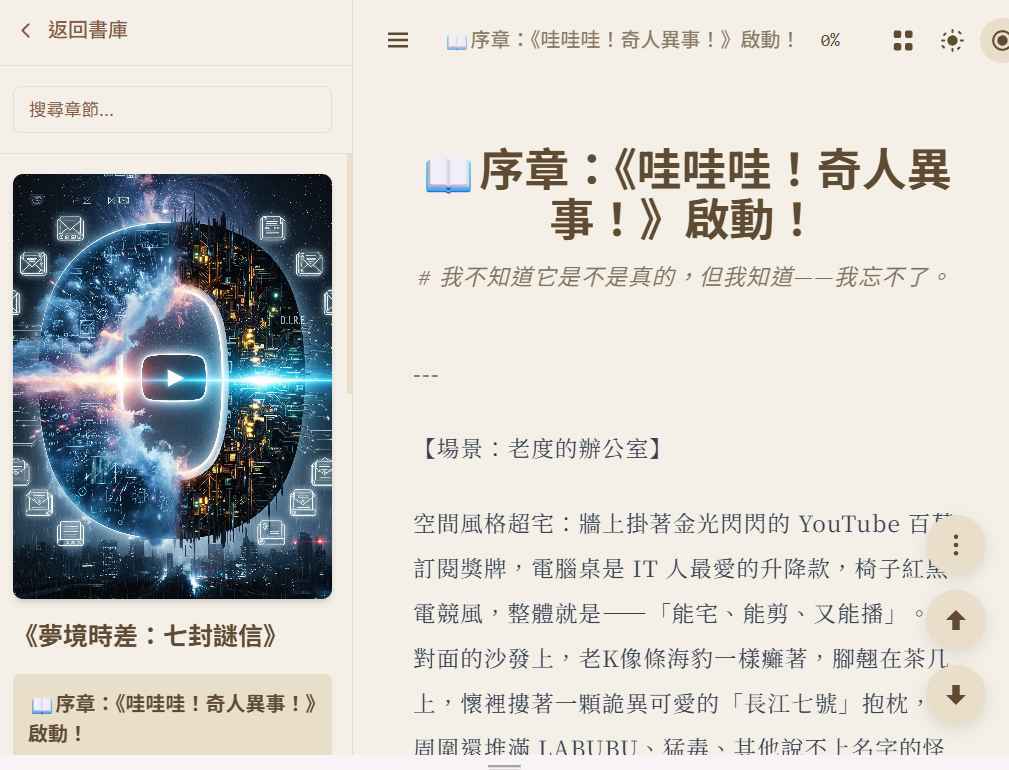 返回書庫
搜尋章節...
D.I.R.E
《夢境時差：七封謎信》
序章：《哇哇哇！奇人異事！》
啟動！
序章：《哇哇哇！奇人異事！》啟動！
0%
序章：《哇哇哇！奇人異
事！》啟動！
# 我不知道它是不是真的，但我知道——我忘不了。
---
【場景：老度的辦公室】
空間風格超宅：牆上掛著金光閃閃的 YouTube 百萬
訂閱獎牌，電腦桌是 IT 人最愛的升降款，椅子紅黑
電競風，整體就是——「能宅、能剪、又能播」。
對面的沙發上，老K像條海豹一樣癱著，腳翹在茶几
上，懷裡摟著一顆詭異可愛的「長江七號」抱枕，
周圍還堆滿 LABUBU、猛毒、其他說不上名字的怪